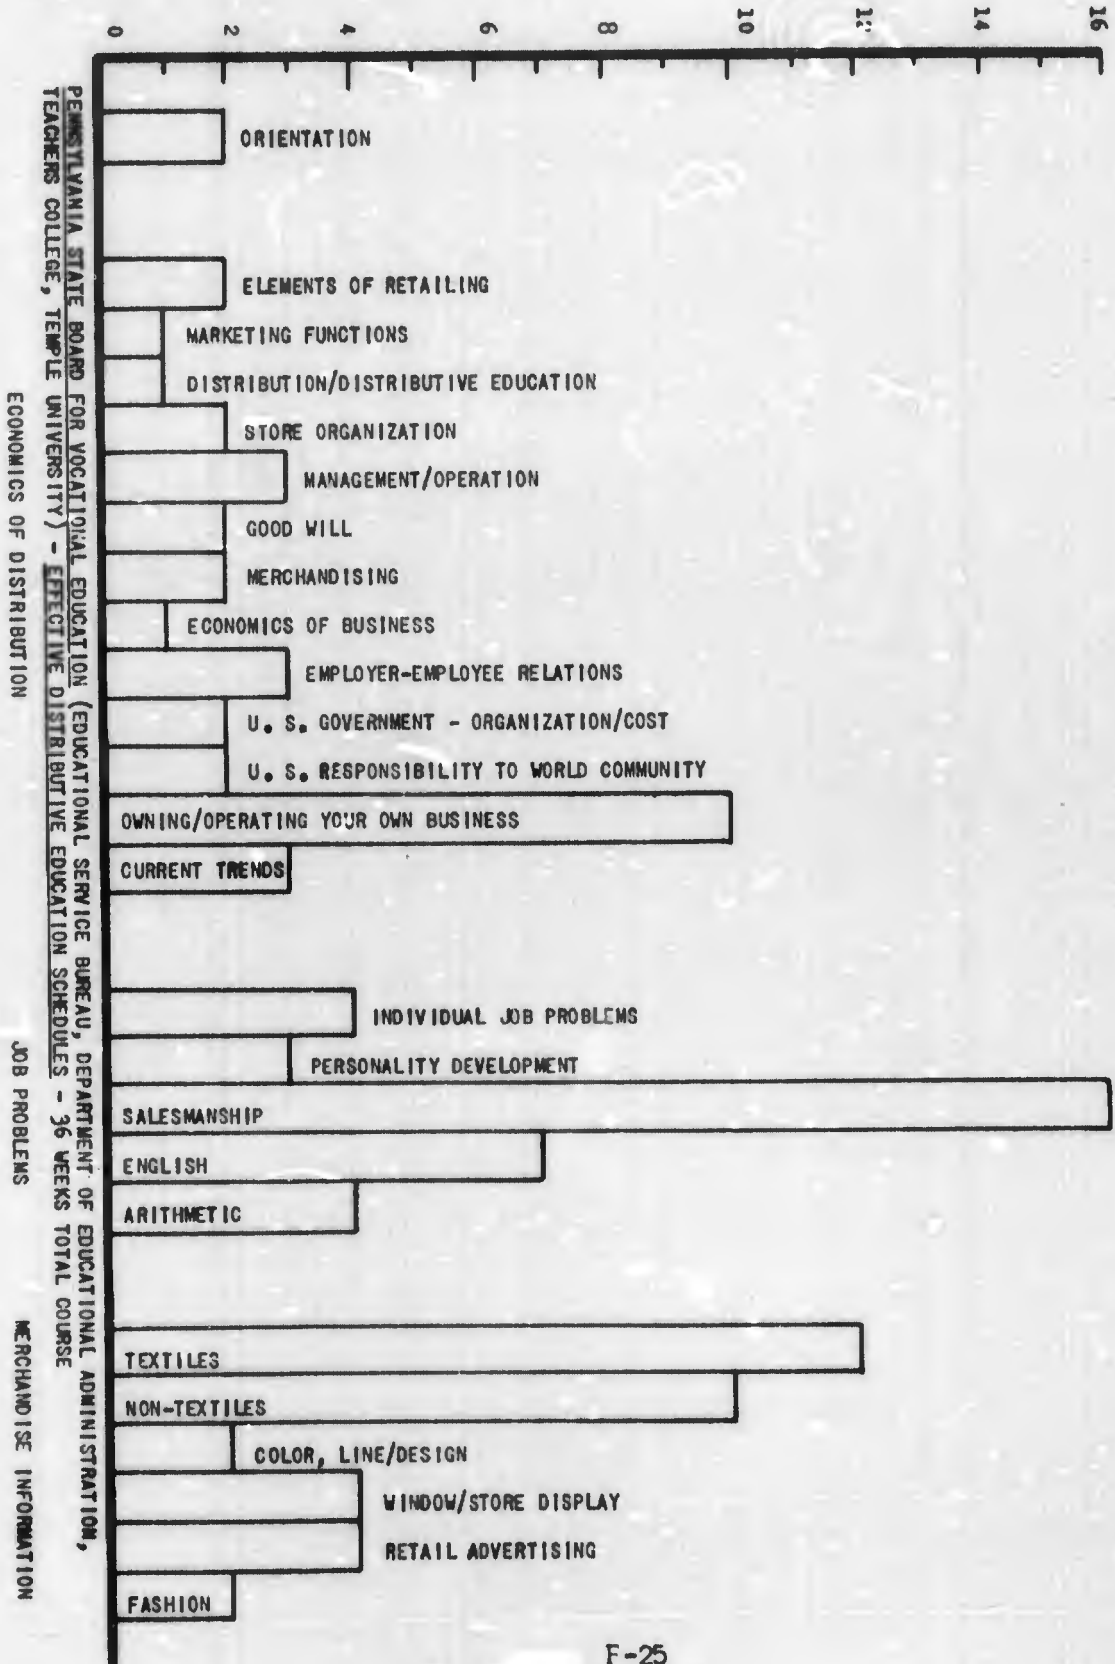 0 2 4 6 8 10 12 14 16
ORIENTATION
ELEMENTS OF RETAILING
MARKETING FUNCTIONS
DISTRIBUTION/DISTRIBUTIVE EDUCATION
STORE ORGANIZATION
MANAGEMENT/OPERATION
GOOD WILL
MERCHANDISING
ECONOMICS OF BUSINESS
EMPLOYER-EMPLOYEE RELATIONS
U. S. GOVERNMENT - ORGANIZATION/COST
U. S. RESPONSIBILITY TO WORLD COMMUNITY
OWNING/OPERATING YOUR OWN BUSINESS
CURRENT TRENDS
INDIVIDUAL JOB PROBLEMS
PERSONALITY DEVELOPMENT
SALESMANSHIP
ENGLISH
ARITHMETIC
TEXTILES
NON-TEXTILES
COLOR, LINE/DESIGN
WINDOW/STORE DISPLAY
RETAIL ADVERTISING
FASHION
PENNSYLVANIA STATE BOARD FOR VOCATIONAL EDUCATION (EDUCATIONAL SERVICE BUREAU, DEPARTMENT OF EDUCATIONAL ADMINISTRATION,
TEACHERS COLLEGE, TEMPLE UNIVERSITY) - EFFECTIVE DISTRIBUTIVE EDUCATION SCHEDULES - 36 WEEKS TOTAL COURSE
ECONOMICS OF DISTRIBUTION
JOB PROBLEMS
MERCHANDISE INFORMATION
F-25